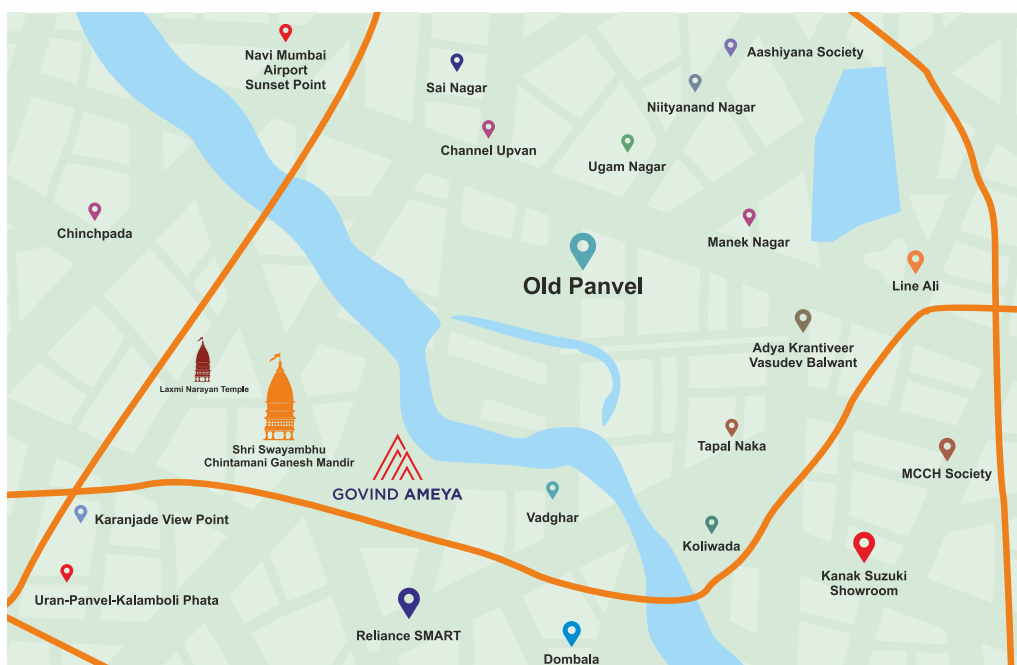 Navi Mumbai
Airport
Sunset Point
Sai Nagar
Aashiyana Society
Niityanand Nagar
Channel Upvan
Ugam Nagar
Chinchpada
Manek Nagar
Old Panvel
Line Ali
Adya Krantiveer
Vasudev Balwant
Laxmi Narayan Temple
Shri Swayambhu
Chintamani Ganesh Mandir
Tapal Naka
MCCH Society
GOVIND AMEYA
Karanjade View Point
Vadghar
Koliwada
Kanak Suzuki
Showroom
Uran-Panvel-Kalamboli Phata
Reliance SMART
Dombala